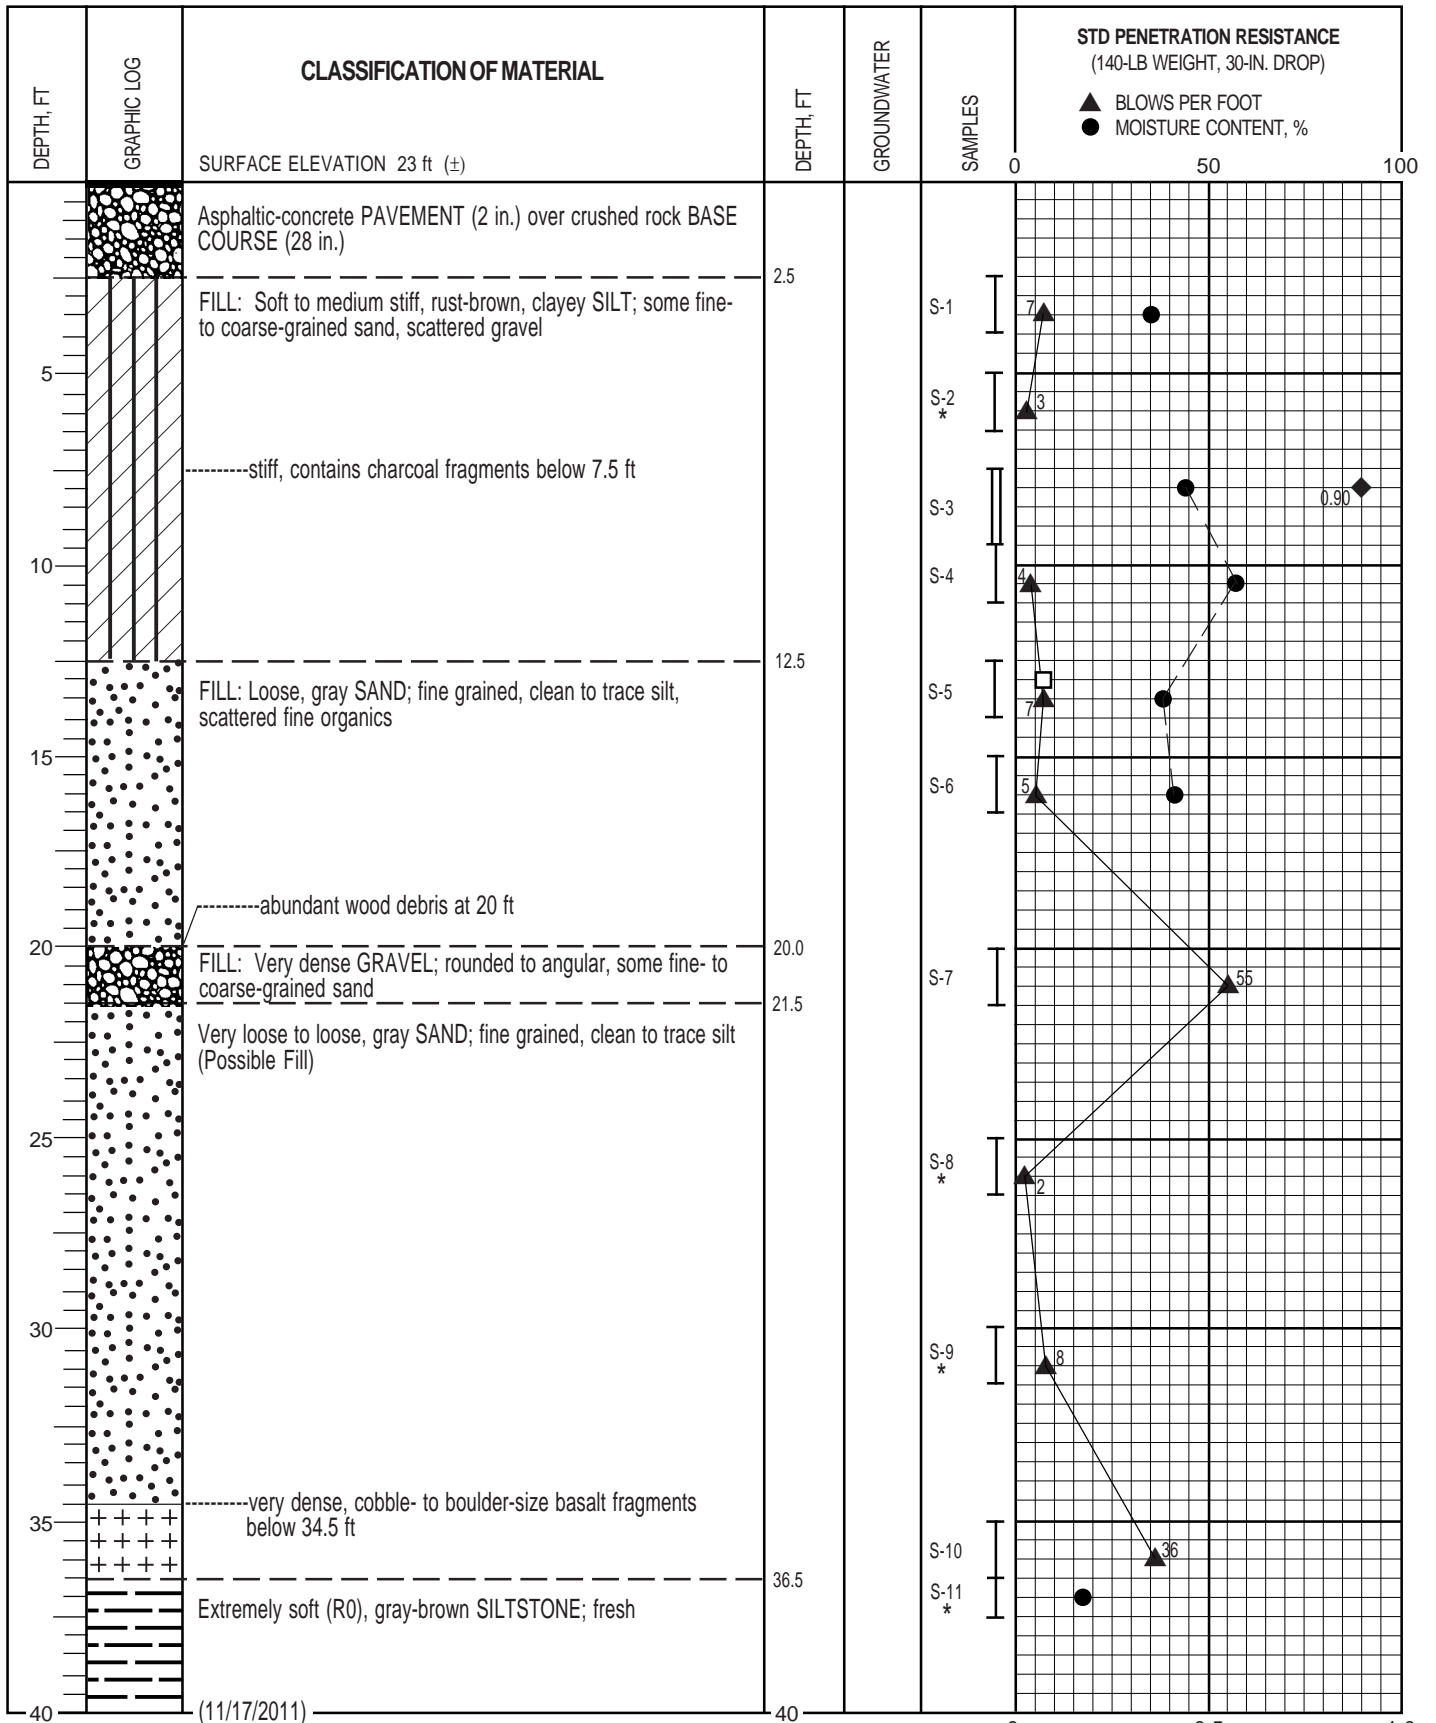 DEPTH, FT
GRAPHIC LOG
CLASSIFICATION OF MATERIAL
SURFACE ELEVATION 23 ft (±)
DEPTH, FT
GROUNDWATER
SAMPLES
STD PENETRATION RESISTANCE
(140-LB WEIGHT, 30-IN. DROP)
▲ BLOWS PER FOOT
● MOISTURE CONTENT, %
0 50 100
Asphaltic-concrete PAVEMENT (2 in.) over crushed rock BASE
COURSE (28 in.)
2.5
FILL: Soft to medium stiff, rust-brown, clayey SILT; some fine-
to coarse-grained sand, scattered gravel
S-1
7
5
S-2
*
3
stiff, contains charcoal fragments below 7.5 ft
S-3
0.90
10
S-4
4
12.5
FILL: Loose, gray SAND; fine grained, clean to trace silt,
scattered fine organics
S-5
7
15
S-6
5
abundant wood debris at 20 ft
20
20.0
FILL: Very dense GRAVEL; rounded to angular, some fine- to
coarse-grained sand
S-7
55
21.5
Very loose to loose, gray SAND; fine grained, clean to trace silt
(Possible Fill)
25
S-8
*
2
30
S-9
*
8
very dense, cobble- to boulder-size basalt fragments
below 34.5 ft
35
S-10
36
36.5
S-11
*
Extremely soft (R0), gray-brown SILTSTONE; fresh
40
(11/17/2011)
40